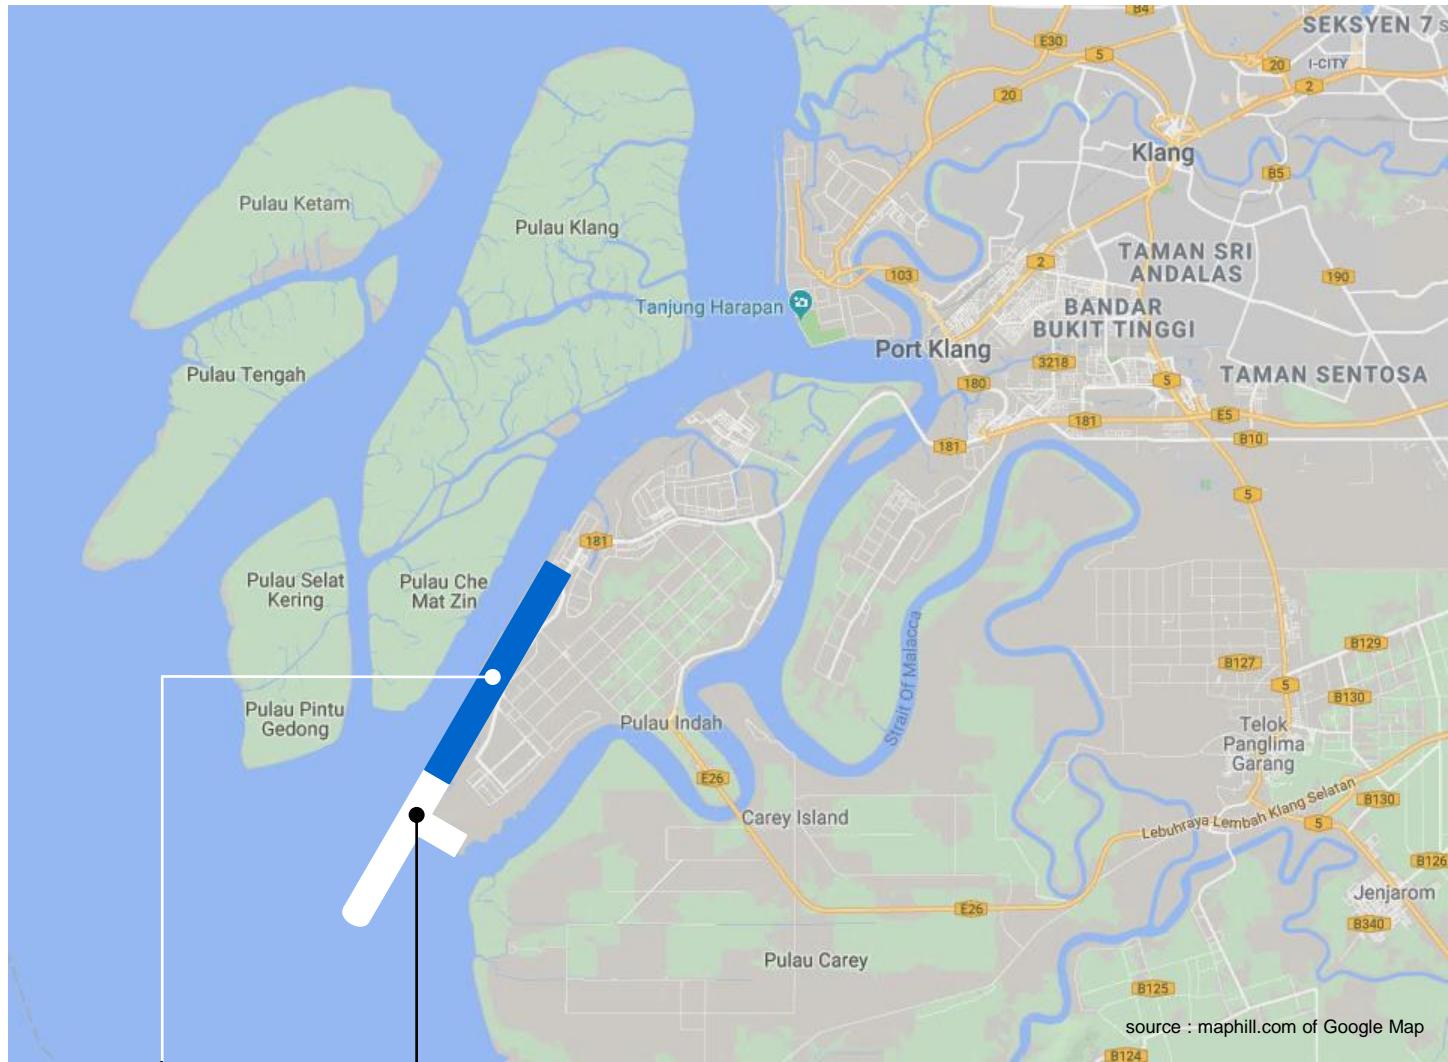 B4
SEKSYEN 7 S
E30
5
20
I-CITY
2
20
Klang
B5
Pulau Ketam
Pulau Klang
TAMAN SRI
ANDALAS
2
103
190
Tanjung Harapan
BANDAR
BUKIT TINGGI
Port Klang
3218
Pulau Tengah
180
5
TAMAN SENTOSA
E5
181
181
B10
5
181
Pulau Selat
Kering
Pulau Che
Mat Zin
Strait Of Malacca
B129
B127
5
B130
Pulau Pintu
Gedong
Pulau Indah
Telok
Panglima
Garang
E26
B130
Carey Island
Lebuhraya Lembah Klang Selatan
5
B126
Jenjarom
E26
B340
Pulau Carey
B125
source : maphill.com of Google Map
B124